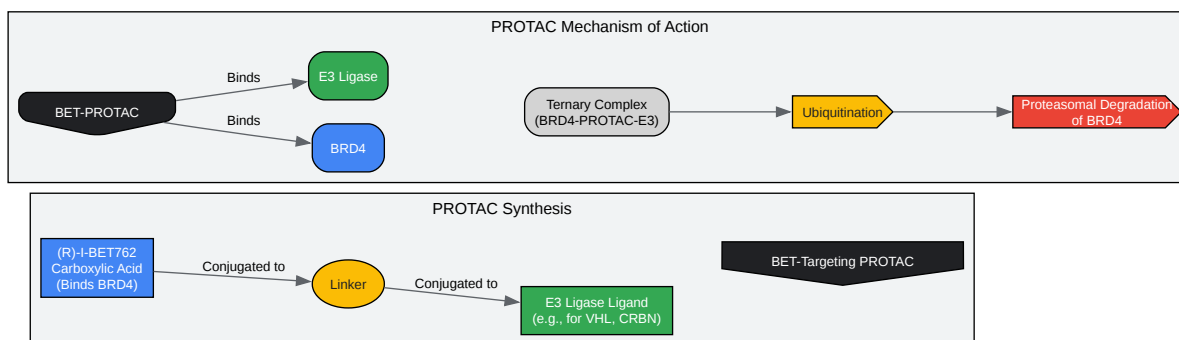 PROTAC Mechanism of Action
BET-PROTAC
Binds
Binds
E3 Ligase
BRD4
Ternary Complex
(BRD4-PROTAC-E3)
Ubiquitination
Proteasomal Degradation
of BRD4
PROTAC Synthesis
(R)-I-BET762
Carboxylic Acid
(Binds BRD4)
Conjugated to
Linker
Conjugated to
E3 Ligase Ligand
(e.g., for VHL, CRBN)
BET-Targeting PROTAC